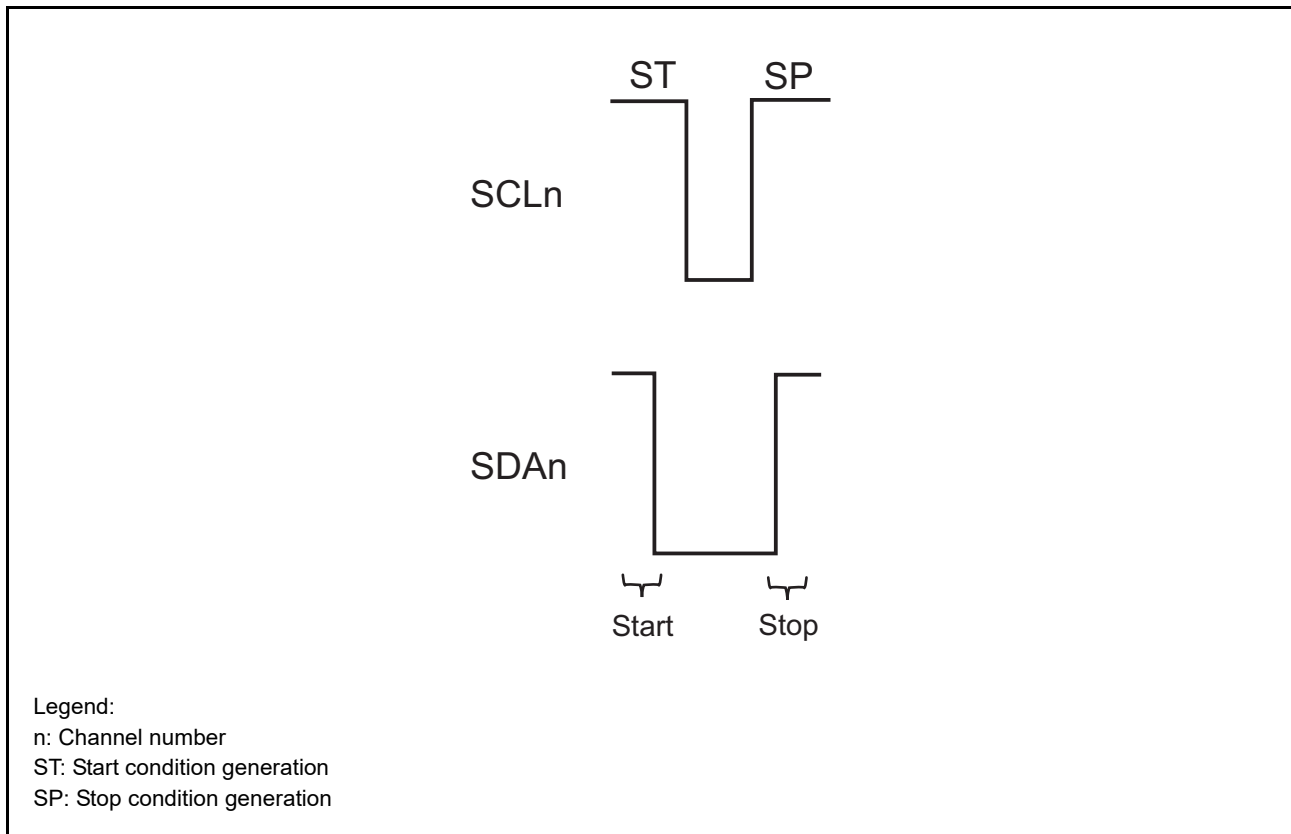 ST SP
SCLn
SDAn
Start Stop
Legend:
n: Channel number
ST: Start condition generation
SP: Stop condition generation